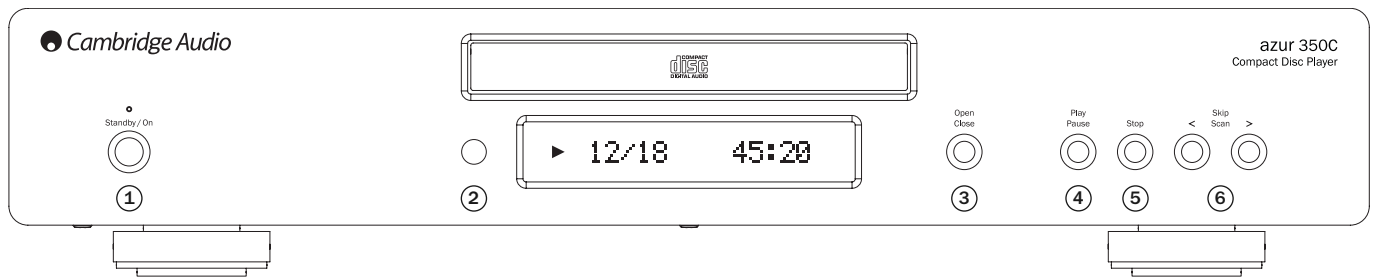 Cambridge Audio
COMPACT
disc
DIGITAL AUDIO
azur 350C
Compact Disc Player
Standby / On
Open
Close
Play
Pause
Stop
<
Skip
Scan
>
12/18 45:20
1
2
3
4
5
6